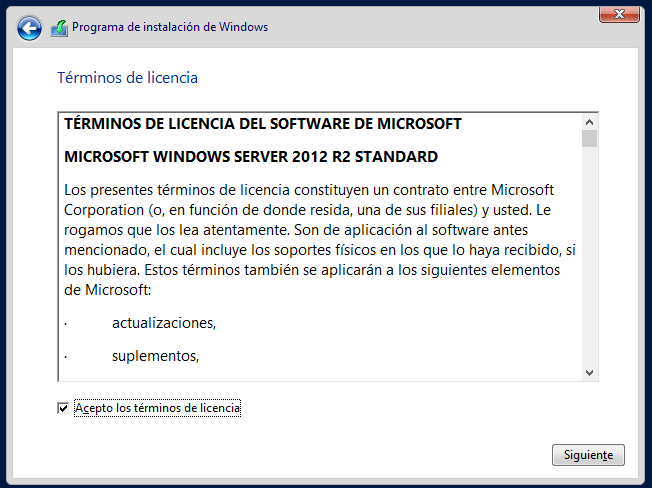 Programa de instalación de Windows
Términos de licencia
TÉRMINOS DE LICENCIA DEL SOFTWARE DE MICROSOFT
MICROSOFT WINDOWS SERVER 2012 R2 STANDARD
Los presentes términos de licencia constituyen un contrato entre Microsoft
Corporation (o, en función de donde resida, una de sus filiales) y usted. Le
rogamos que los lea atentamente. Son de aplicación al software antes
mencionado, el cual incluye los soportes físicos en los que lo haya recibido, si
los hubiera. Estos términos también se aplicarán a los siguientes elementos
de Microsoft:
· actualizaciones,
· suplementos,
Acepto los términos de licencia
Siguiente